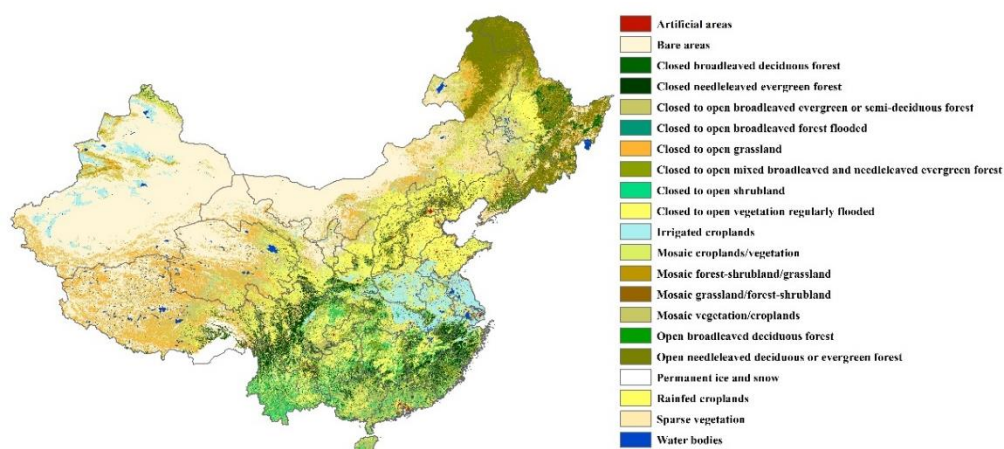 Artificial areas
Bare areas
Closed broadleaved deciduous forest
Closed needleleaved evergreen forest
Closed to open broadleaved evergreen or semi-deciduous forest
Closed to open broadleaved forest flooded
Closed to open grassland
Closed to open mixed broadleaved and needleleaved evergreen forest
Closed to open shrubland
Closed to open vegetation regularly flooded
Irrigated croplands
Mosaic croplands/vegetation
Mosaic forest-shrubland/grassland
Mosaic grassland/forest-shrubland
Mosaic vegetation/croplands
Open broadleaved deciduous forest
Open needleleaved deciduous or evergreen forest
Permanent ice and snow
Rainfed croplands
Sparse vegetation
Water bodies